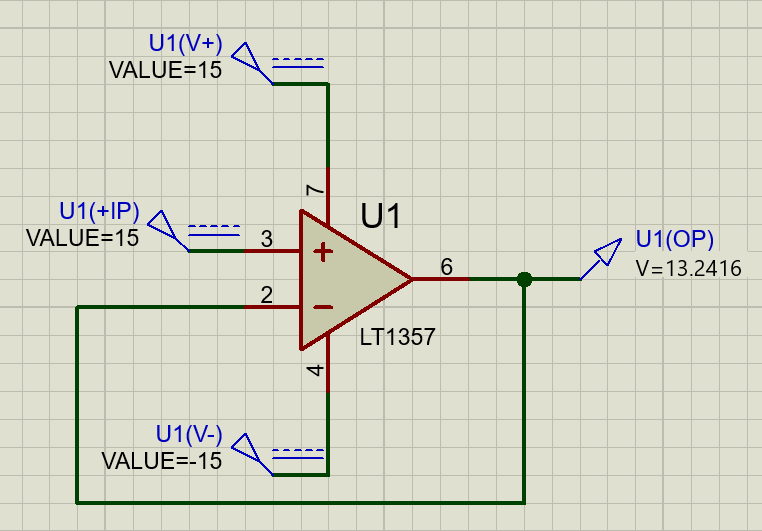 U1(V+)
VALUE=15
7
U1
U1(+IP)
VALUE=15
3
+
2
−
6
U1(OP)
V=13.2416
LT1357
4
U1(V-)
VALUE=-15